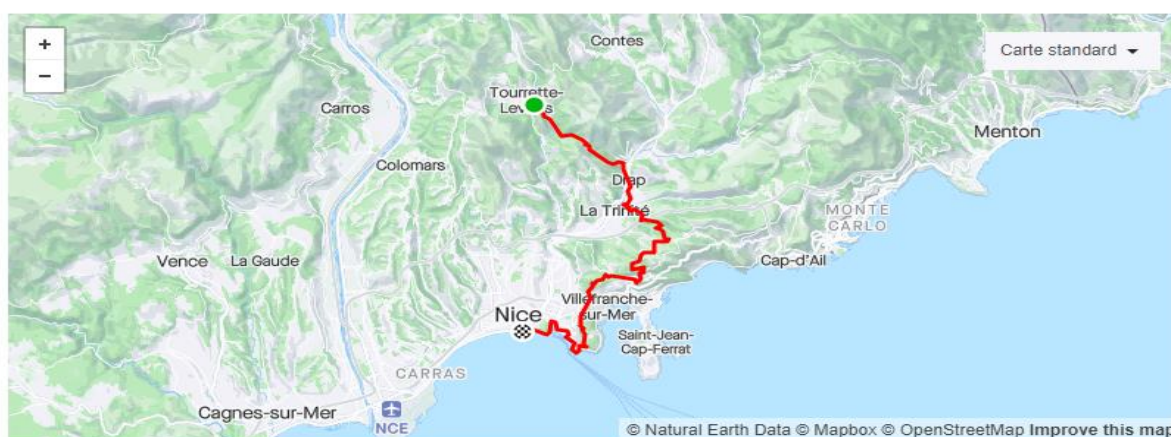 +
−
Carte standard
Contes
Tourrette-
Levens
Carros
Menton
Colomars
Drap
La Trinité
MONTE
CARLO
Vence
La Gaude
Cap-d'Ail
Villefranche-
sur-Mer
Nice
Saint-Jean-
Cap-Ferrat
CARRAS
Cagnes-sur-Mer
NCE
© Natural Earth Data © Mapbox © OpenStreetMap Improve this map